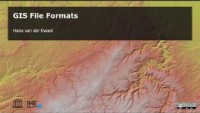 GIS File Formats
Hans van der Kwast